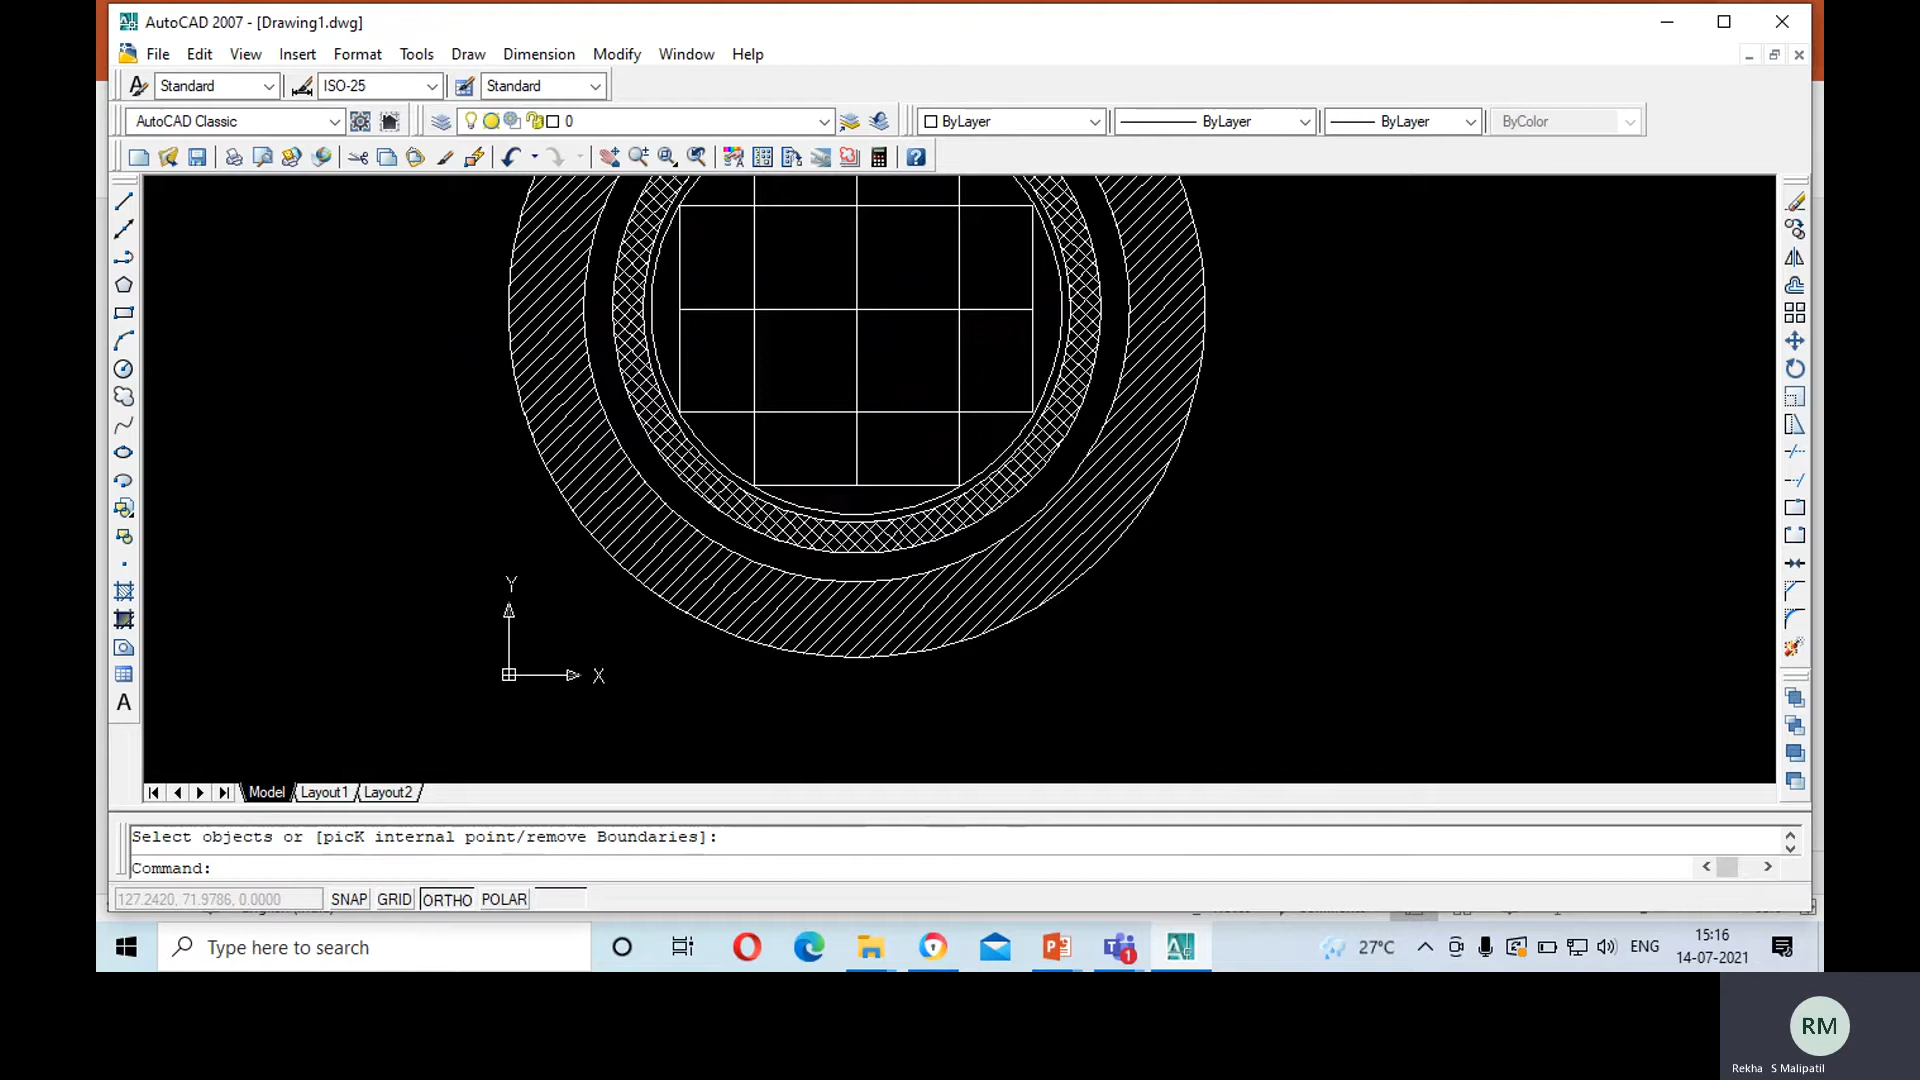 AutoCAD 2007 - [Drawing1.dwg]
File Edit View Insert Format Tools Draw Dimension Modify Window Help
Standard ISO-25 Standard
AutoCAD Classic 0 ByLayer ByLayer ByLayer ByColor
Y
X
A
Model Layout1 Layout2
Select objects or [picK internal point/remove Boundaries]:
Command:
127.2420, 71.9786, 0.0000 SNAP GRID ORTHO POLAR
Type here to search 1 27°C ENG 15:16
14-07-2021
RM
Rekha S Malipatil